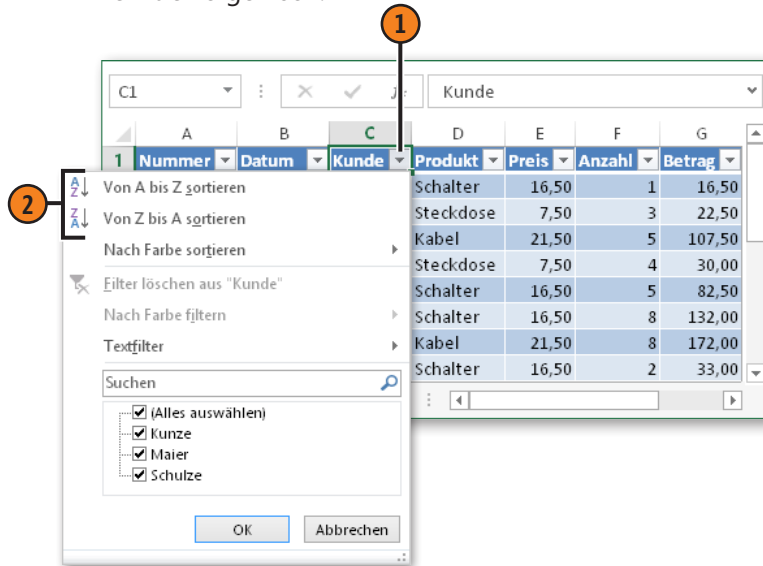 1
C1 Kunde
A B C D E F G
1 Nummer Datum Kunde Produkt Preis Anzahl Betrag
2
Von A bis Z sortieren
Von Z bis A sortieren
Nach Farbe sortieren
Filter löschen aus "Kunde"
Nach Farbe filtern
Textfilter
Suchen
(Alles auswählen)
Kunze
Maier
Schulze
OK Abbrechen
Schalter 16,50 1 16,50
Steckdose 7,50 3 22,50
Kabel 21,50 5 107,50
Steckdose 7,50 4 30,00
Schalter 16,50 5 82,50
Schalter 16,50 8 132,00
Kabel 21,50 8 172,00
Schalter 16,50 2 33,00